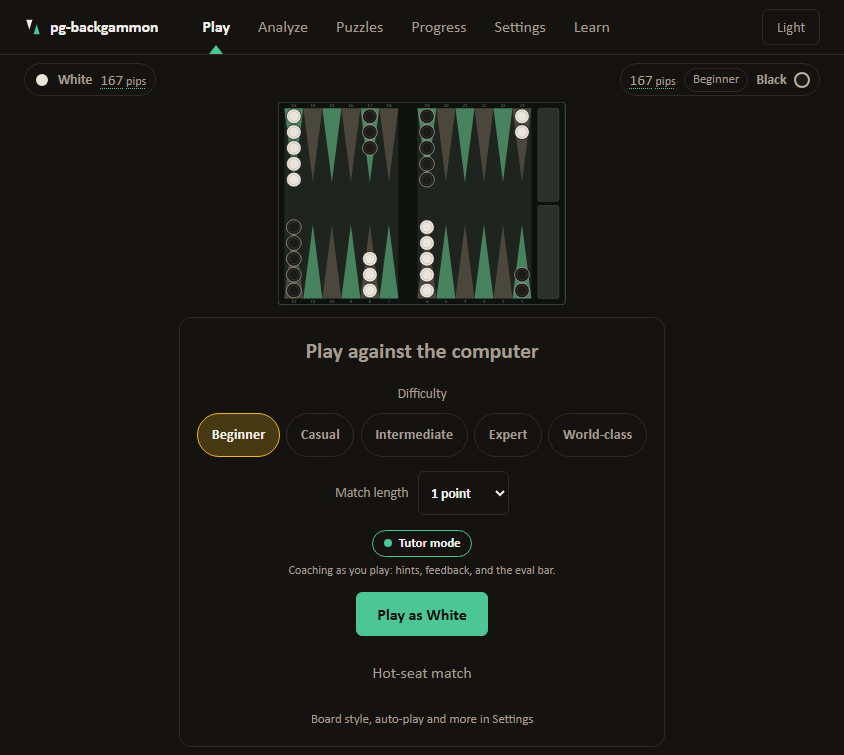 pg-backgammon Play Analyze Puzzles Progress Settings Learn Light
White 167 pips 167 pips Beginner Black
Play against the computer
Difficulty
Beginner Casual Intermediate Expert World-class
Match length 1 point
Tutor mode
Coaching as you play: hints, feedback, and the eval bar.
Play as White
Hot-seat match
Board style, auto-play and more in Settings